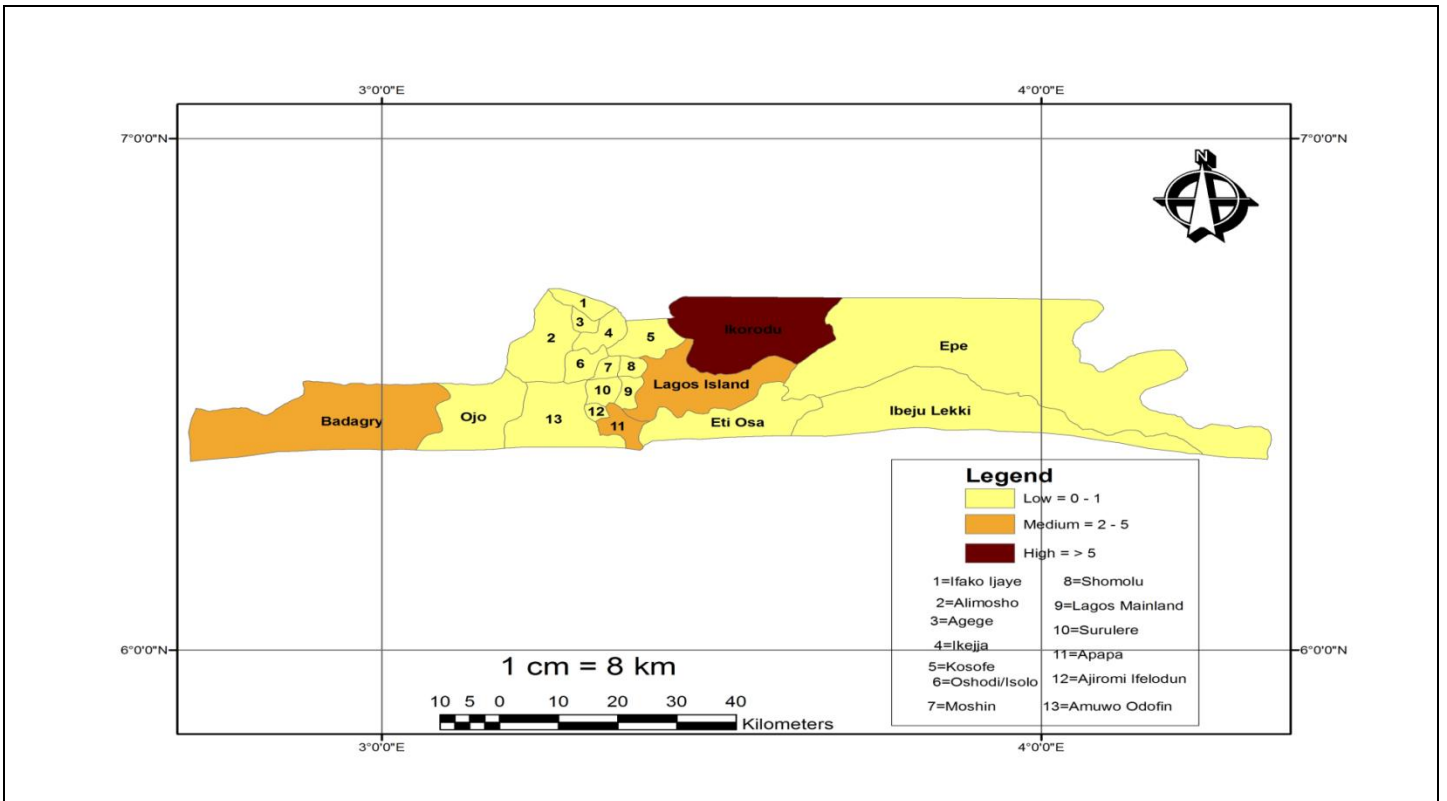 3°0'0"E 4°0'0"E
7°0'0"N 7°0'0"N
N
1
3
2 4 5
Ikorodu
Epe
6 7 8
Lagos Island
10 9
Badagry Ojo 13 12 11 Eti Osa Ibeju Lekki
Legend
Low = 0 - 1
Medium = 2 - 5
High = > 5
1=Ifako Ijaye 8=Shomolu
2=Alimosho 9=Lagos Mainland
3=Agege
10=Surulere
4=Ikejja
11=Apapa
5=Kosofe
6=Oshodi/Isolo 12=Ajiromi Ifelodun
7=Moshin 13=Amuwo Odofin
6°0'0"N 6°0'0"N
1 cm = 8 km
10 5 0 10 20 30 40
Kilometers
3°0'0"E 4°0'0"E